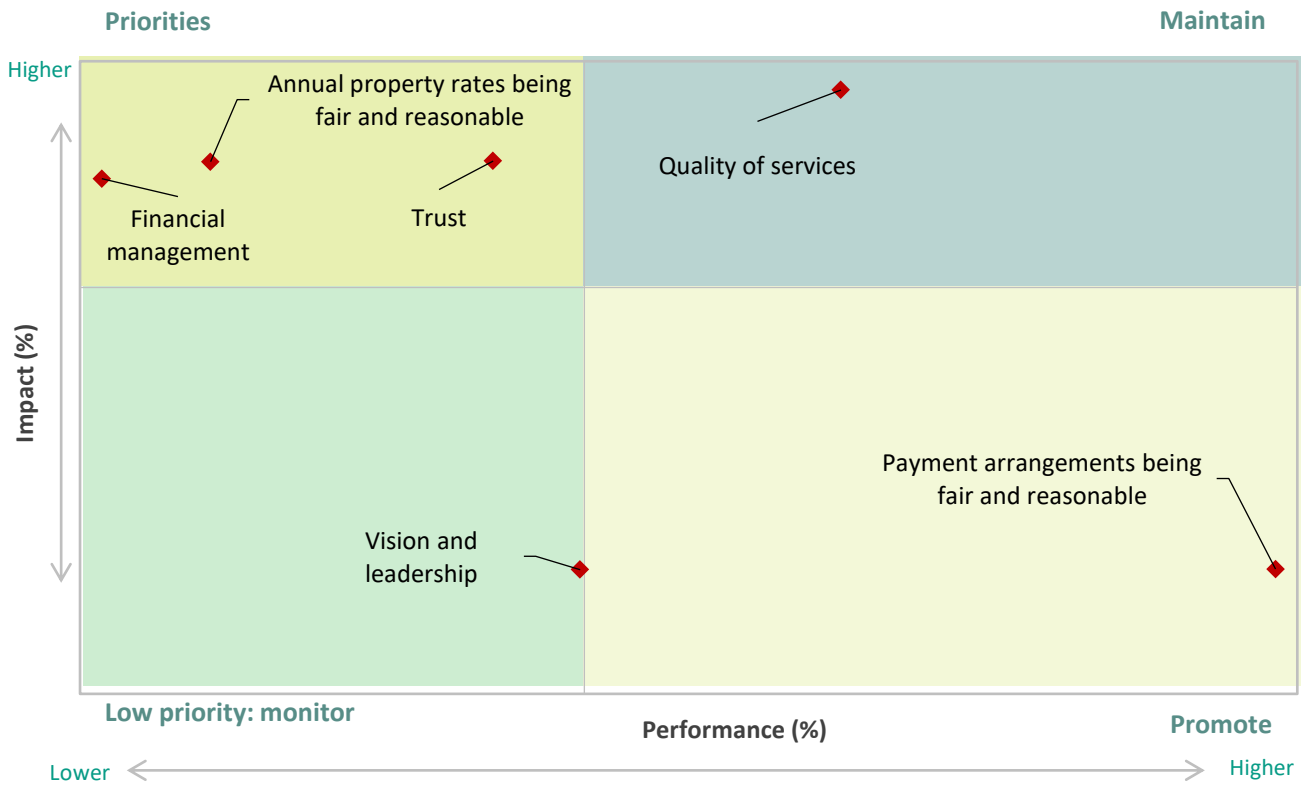 Priorities
Maintain
Higher
Annual property rates being
fair and reasonable
Quality of services
Financial
management
Trust
Impact (%)
Payment arrangements being
fair and reasonable
Vision and
leadership
Low priority: monitor
Performance (%)
Promote
Lower
Higher